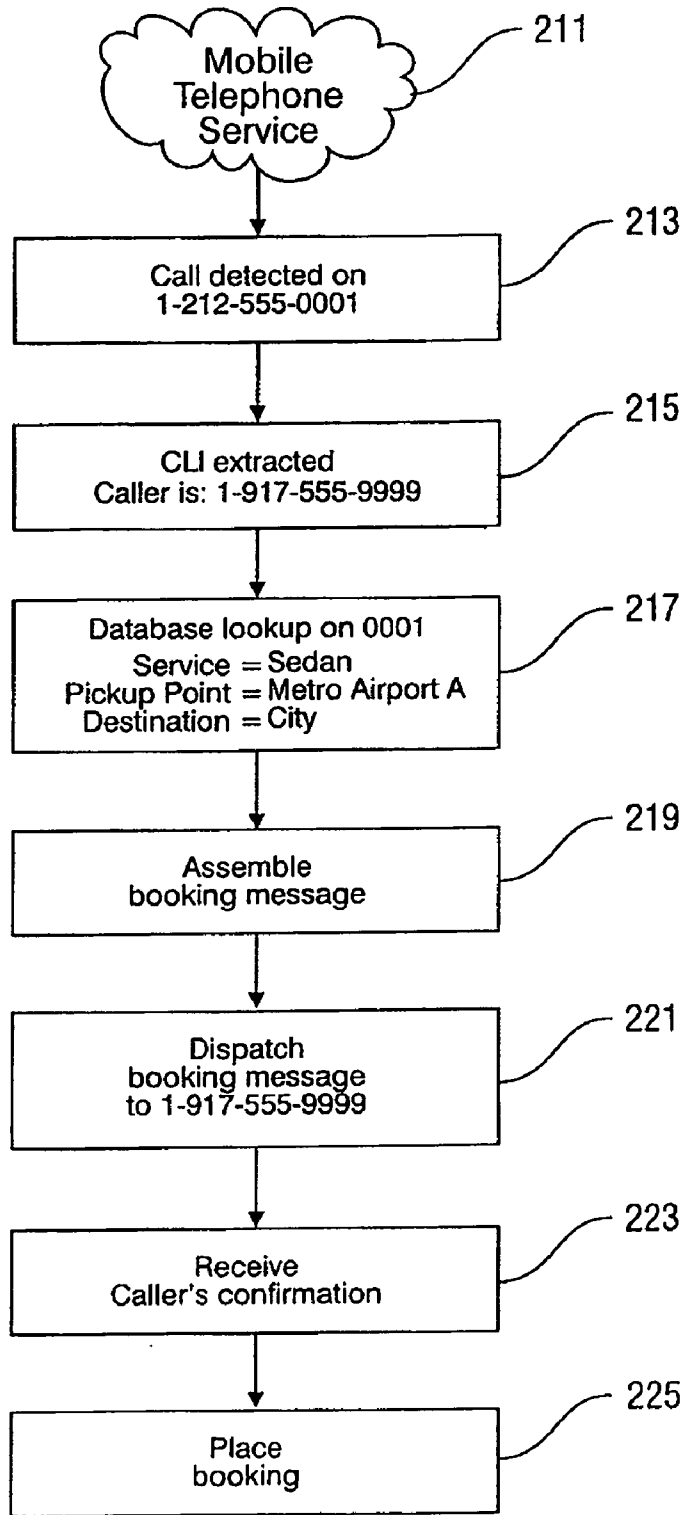 Mobile
Telephone
Service
211
213
Call detected on
1-212-555-0001
215
CLI extracted
Caller is: 1-917-555-9999
217
Database lookup on 0001
Service = Sedan
Pickup Point = Metro Airport A
Destination = City
219
Assemble
booking message
221
Dispatch
booking message
to 1-917-555-9999
223
Receive
Caller's confirmation
225
Place
booking